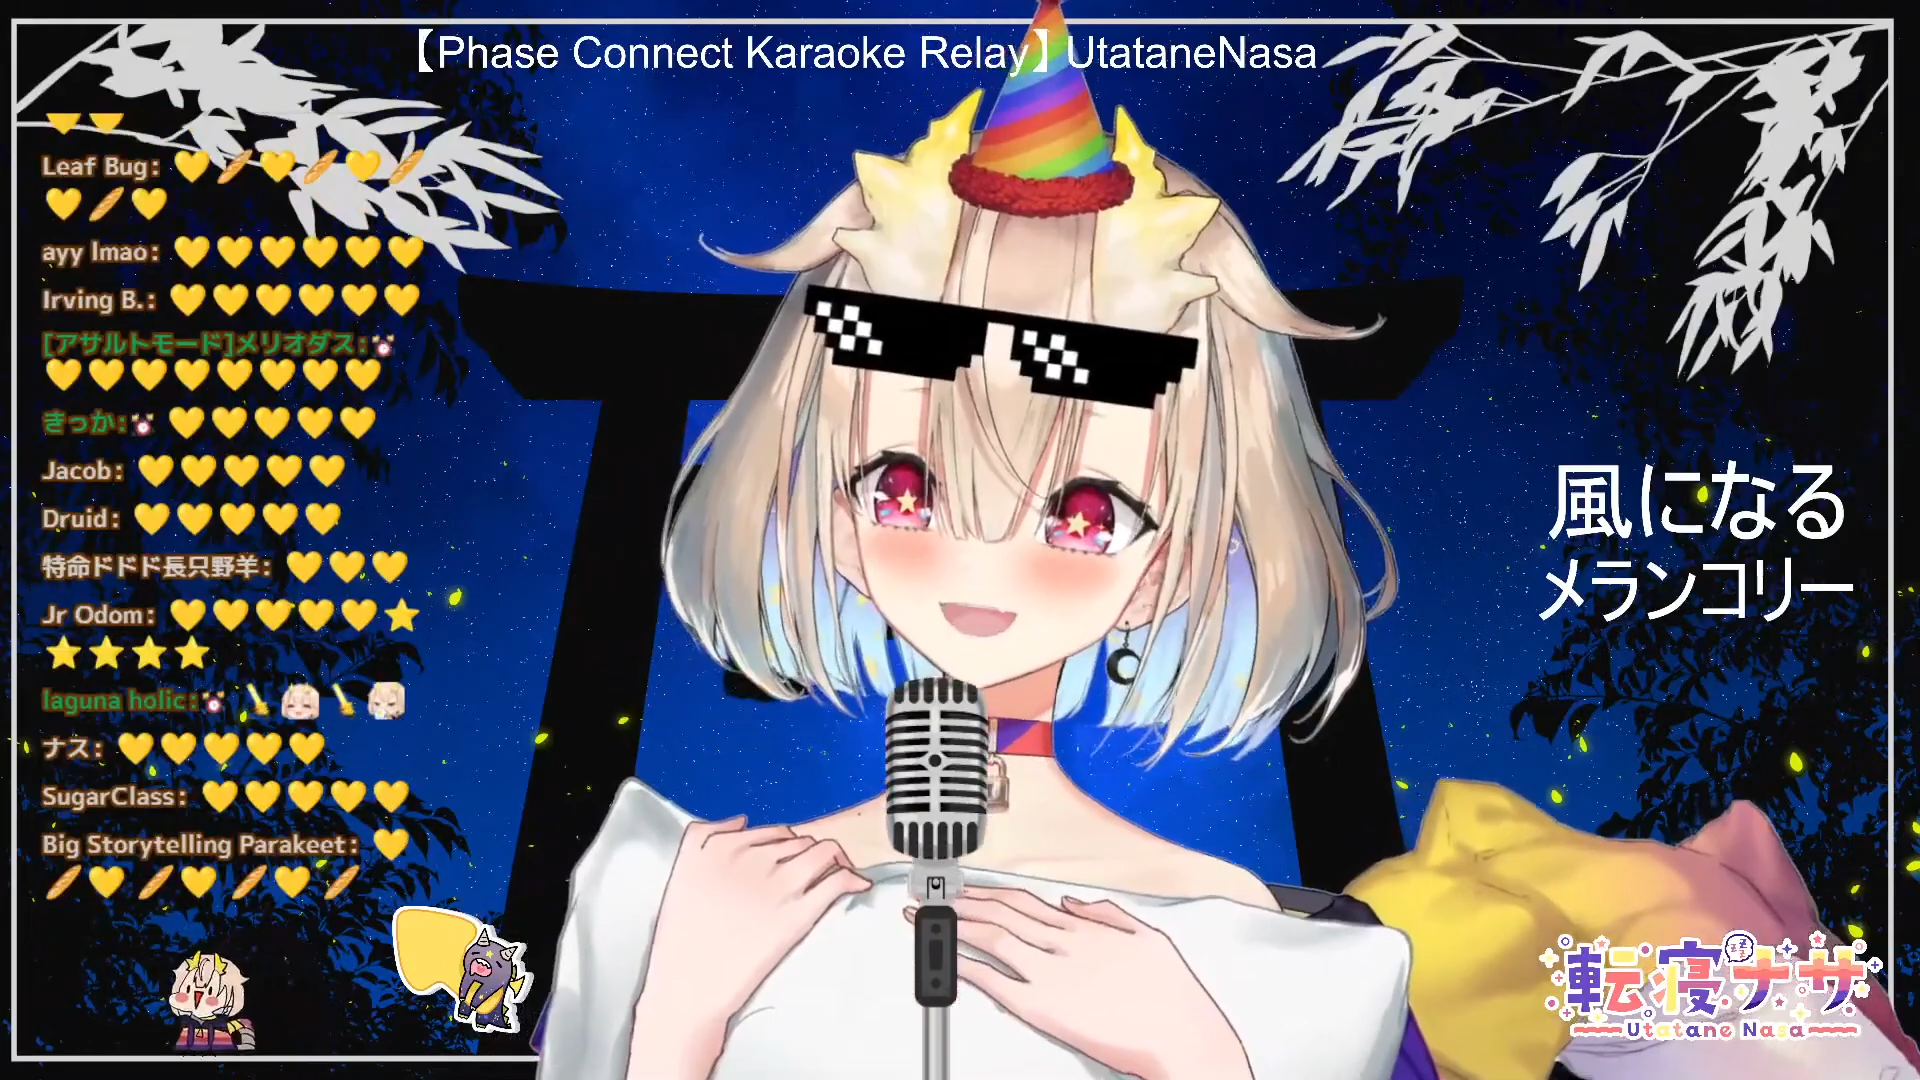 【Phase Connect Karaoke Relay】UtataneNasa
Leaf Bug:
ayy lmao:
Irving B.:
[アサルトモード]メリオダス:
きっか:
Jacob:
Druid:
特命ドドド長只野羊:
Jr Odom:
laguna holic:
ナス:
SugarClass:
Big Storytelling Parakeet:
風になる
メランコリー
転寝ナサ
Utatane Nasa